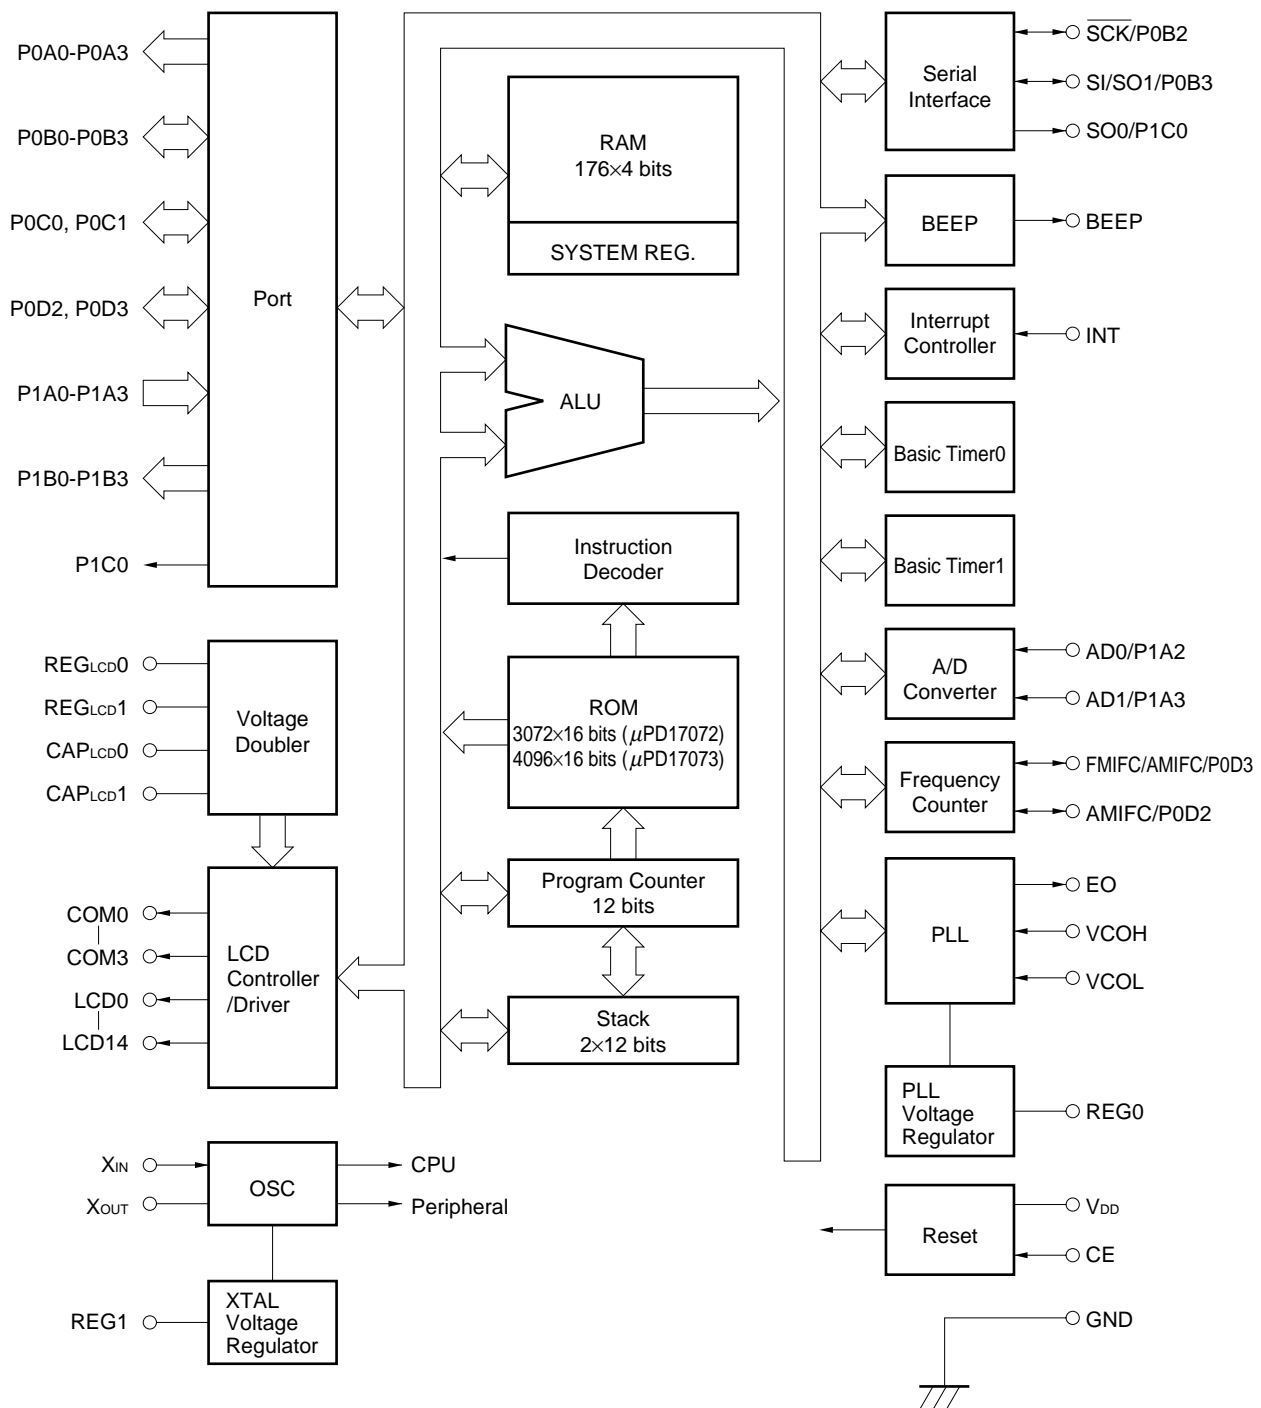 P0A0-P0A3
P0B0-P0B3
P0C0, P0C1
P0D2, P0D3
P1A0-P1A3
P1B0-P1B3
P1C0
Port
REGLCD0
REGLCD1
CAPLCD0
CAPLCD1
Voltage
Doubler
COM0
COM3
LCD0
LCD14
LCD
Controller
/Driver
XIN
XOUT
OSC
CPU
Peripheral
REG1
XTAL
Voltage
Regulator
RAM
176×4 bits
SYSTEM REG.
ALU
Instruction
Decoder
ROM
3072×16 bits (μPD17072)
4096×16 bits (μPD17073)
Program Counter
12 bits
Stack
2×12 bits
Serial
Interface
S̅C̅K̅/P0B2
SI/SO1/P0B3
SO0/P1C0
BEEP
BEEP
Interrupt
Controller
INT
Basic Timer0
Basic Timer1
A/D
Converter
AD0/P1A2
AD1/P1A3
Frequency
Counter
FMIFC/AMIFC/P0D3
AMIFC/P0D2
PLL
EO
VCOH
VCOL
PLL
Voltage
Regulator
REG0
Reset
VDD
CE
GND